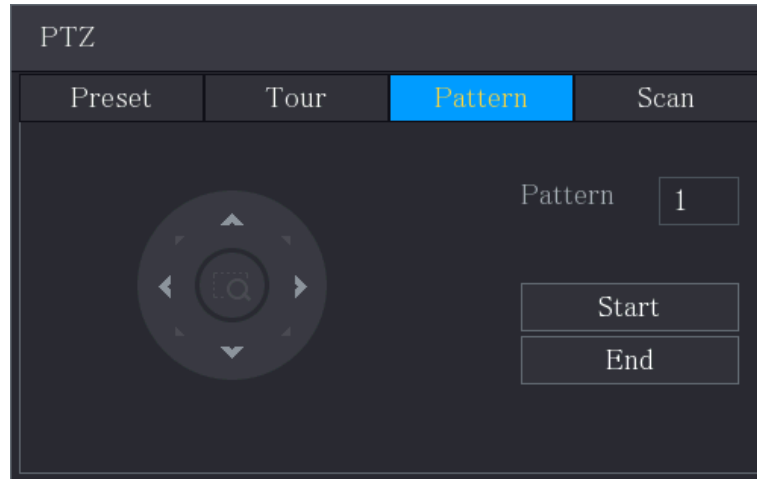 PTZ
Preset Tour Pattern Scan
Pattern 1
Start
End